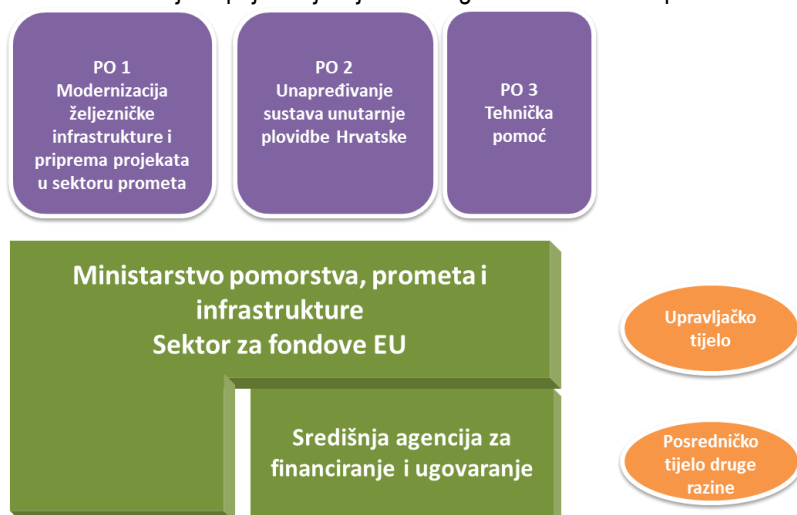 PO 1
Modernizacija
željezničke
infrastrukture i
priprema projekata
u sektoru prometa
PO 2
Unapređivanje
sustava unutarnje
plovidbe Hrvatske
PO 3
Tehnička
pomoć
Ministarstvo pomorstva, prometa i
infrastrukture
Sektor za fondove EU
Upravljačko
tijelo
Središnja agencija za
financiranje i ugovaranje
Posredničko
tijelo druge
razine